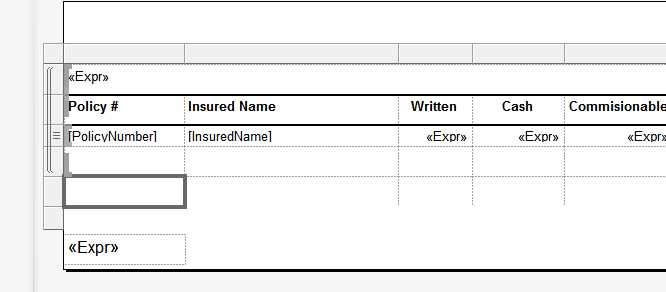 «Expr»
Policy # Insured Name Written Cash Commisionable
[PolicyNumber] [InsuredName] «Expr» «Expr» «Expr»
«Expr»